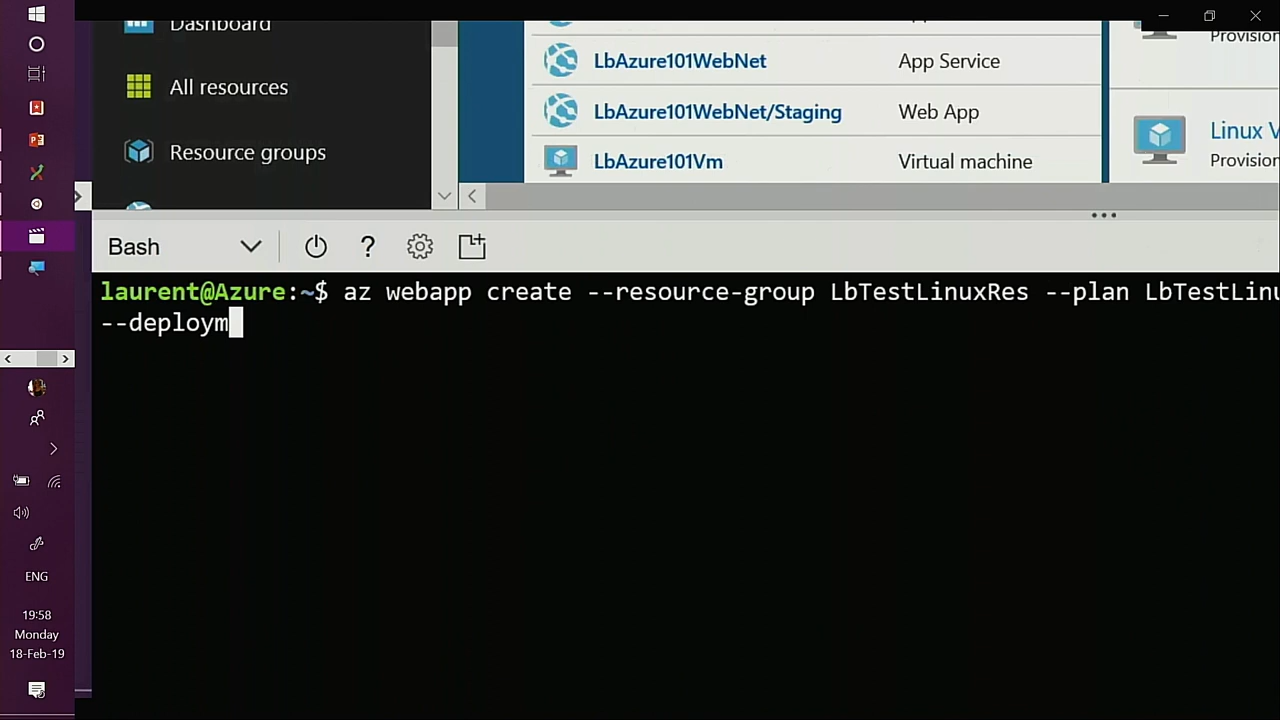 Dashboard
All resources
Resource groups
LbAzure101WebNet App Service
LbAzure101WebNet/Staging Web App
LbAzure101Vm Virtual machine
Provision
Linux V
Provision
Bash
?
laurent@Azure:~$ az webapp create --resource-group LbTestLinuxRes --plan LbTestLinu
--deploym
ENG
19:58
Monday
18-Feb-19